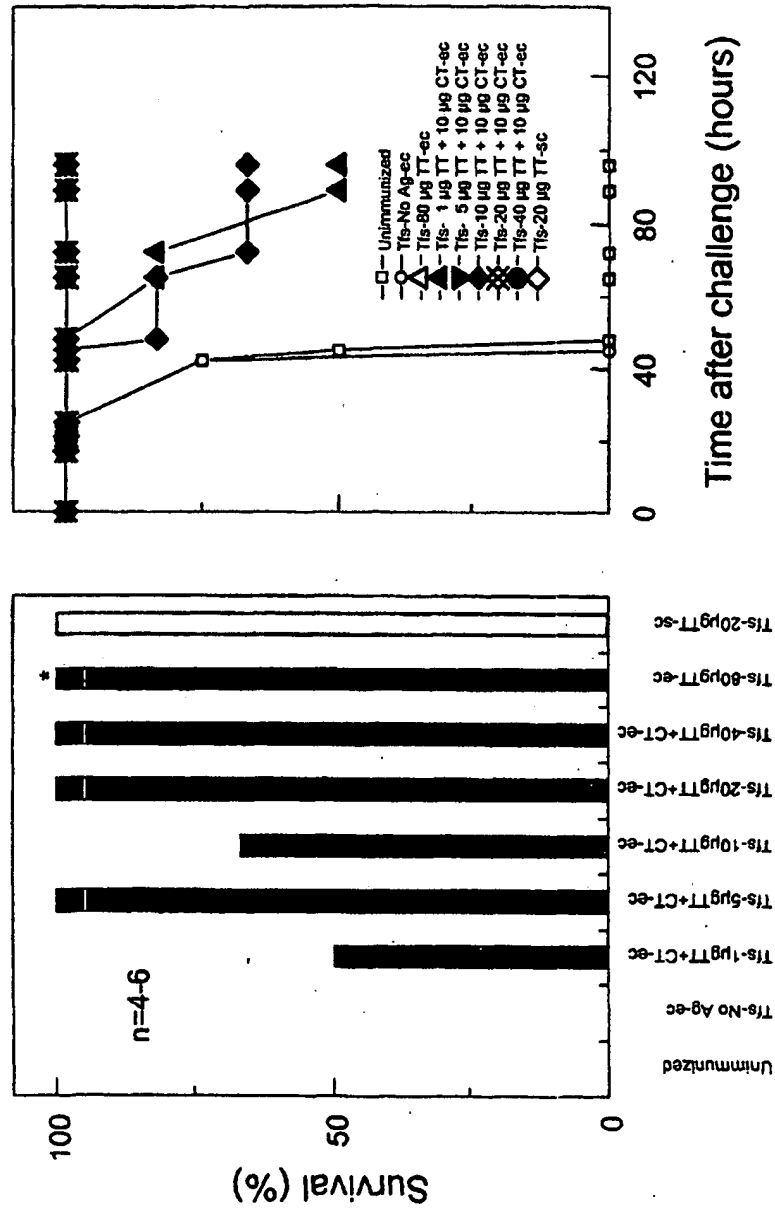 Survival (%)
100
50
0
n=4-6
*
Unimmunized
Tfs-No Ag-ec
Tfs-1µgTT+CT-ec
Tfs-5µgTT+CT-ec
Tfs-10µgTT+CT-ec
Tfs-20µgTT+CT-ec
Tfs-40µgTT+CT-ec
Tfs-80µgTT-ec
Tfs-20µgTT-sc
Unimmunized
Tfs-No Ag-ec
Tfs-80 µg TT-ec
Tfs- 1 µg TT + 10 µg CT-ec
Tfs- 5 µg TT + 10 µg CT-ec
Tfs-10 µg TT + 10 µg CT-ec
Tfs-20 µg TT + 10 µg CT-ec
Tfs-40 µg TT + 10 µg CT-ec
Tfs-20 µg TT-sc
0 40 80 120
Time after challenge (hours)